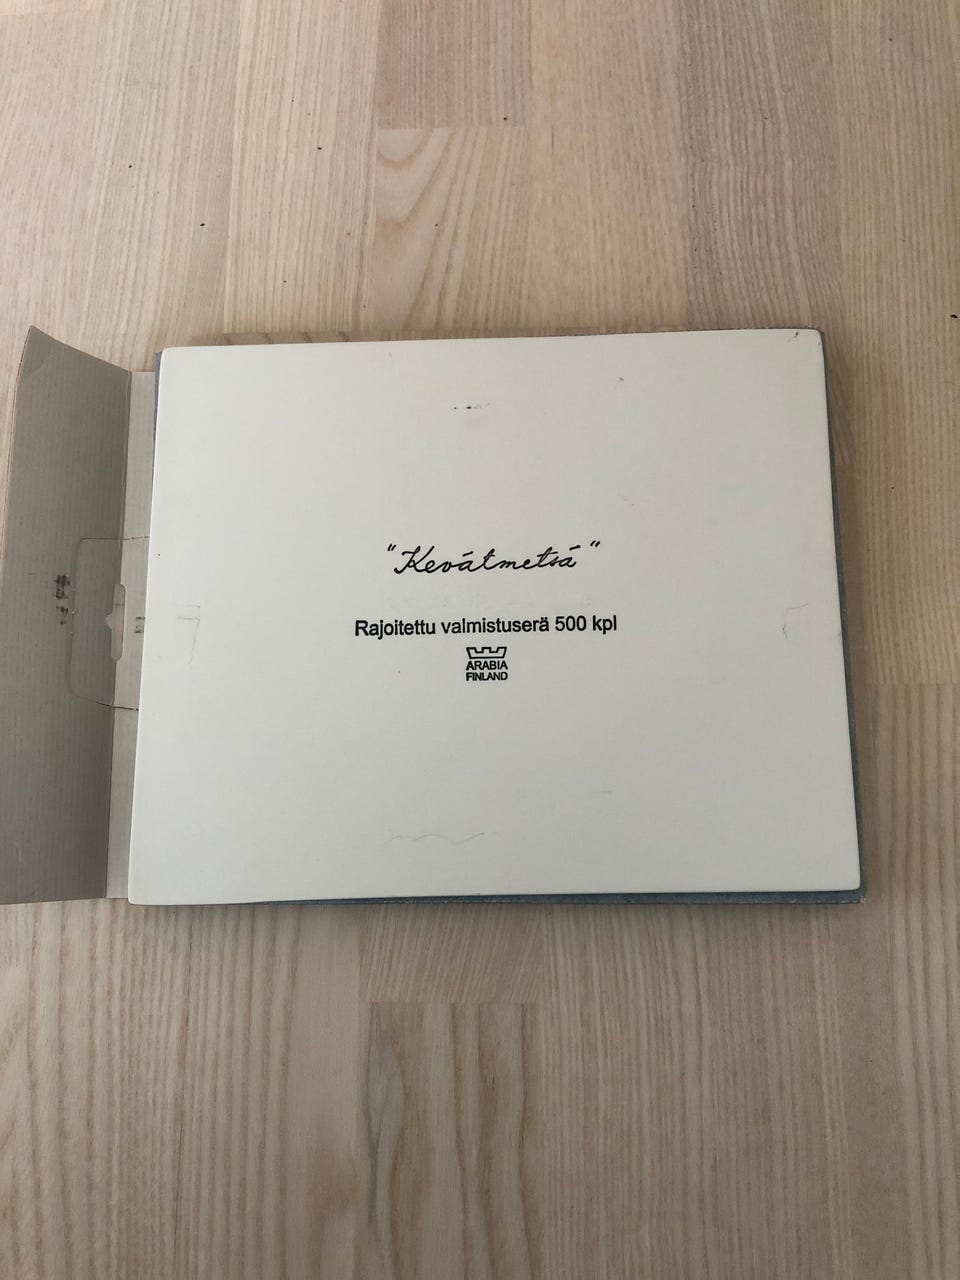 "Kevätmetsä"
Rajoitettu valmistuserä 500 kpl
ARABIA
FINLAND